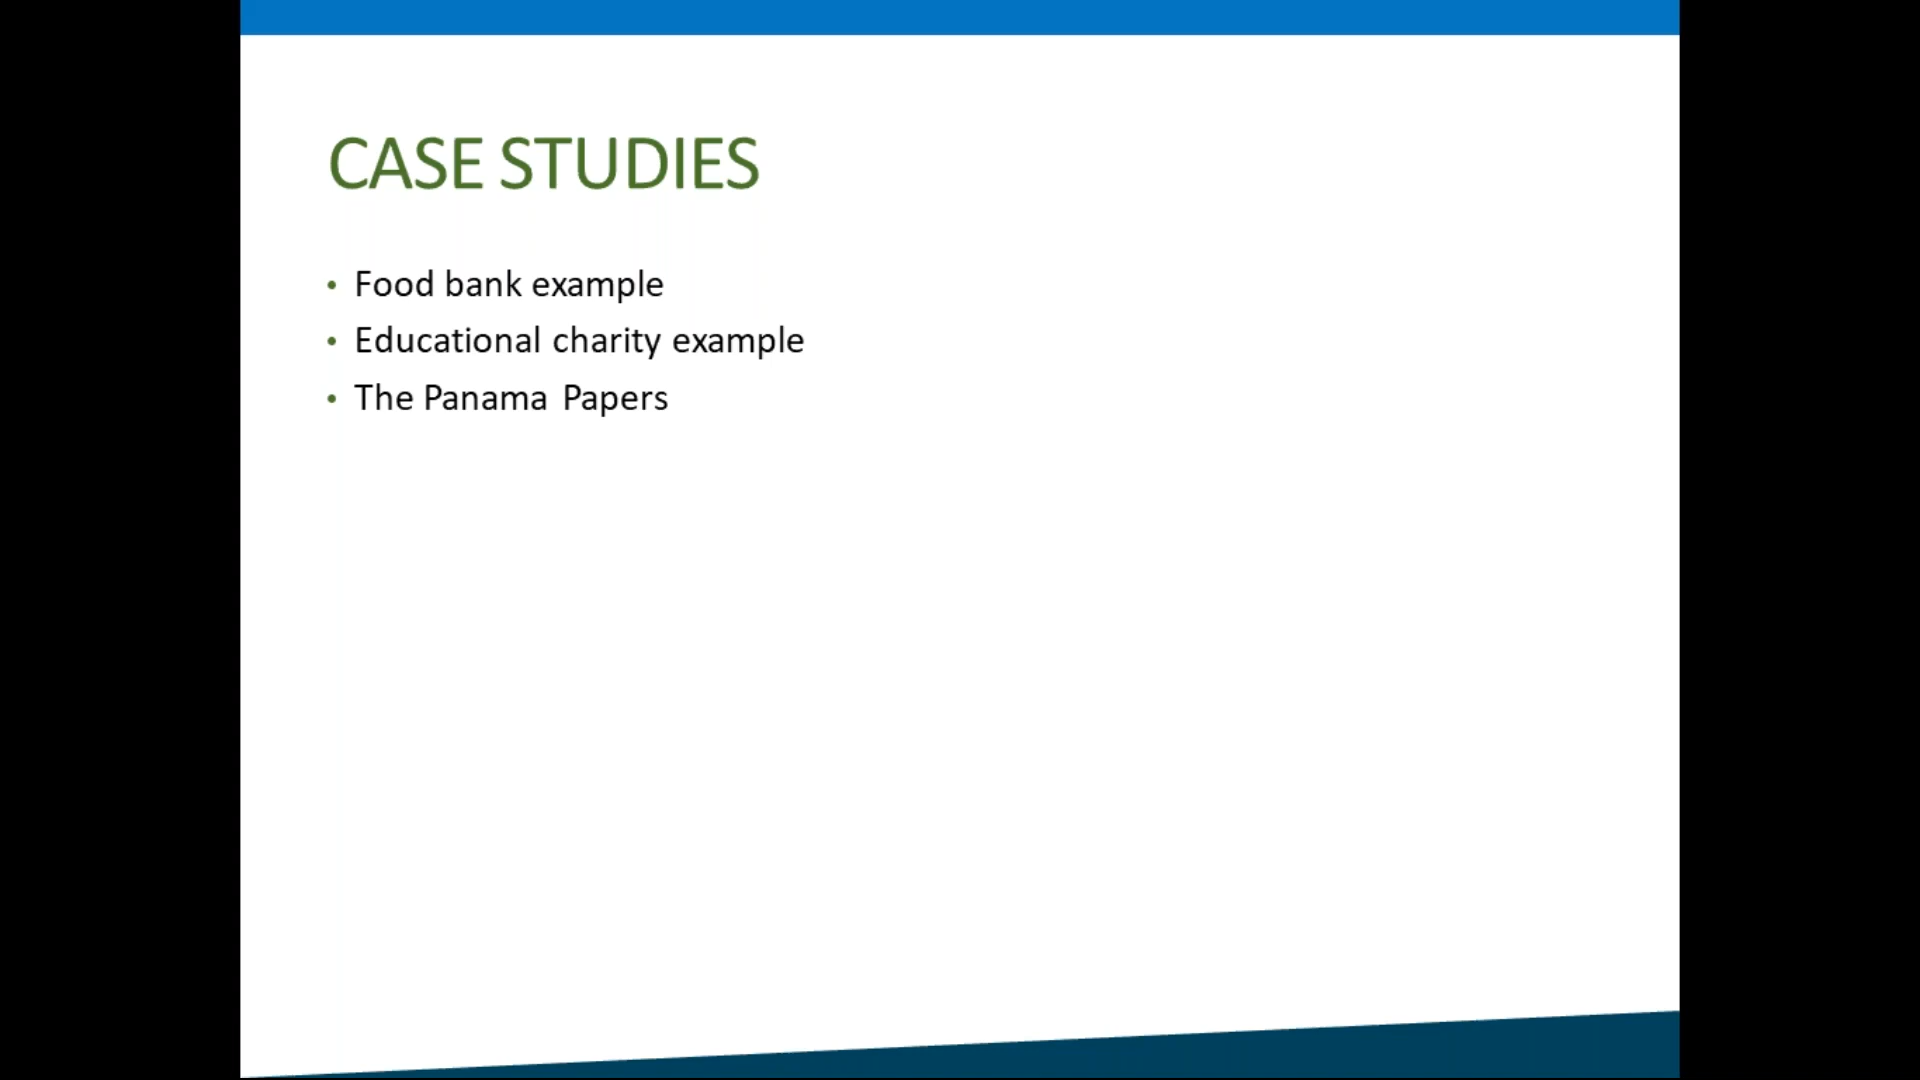 CASE STUDIES
• Food bank example
• Educational charity example
• The Panama Papers